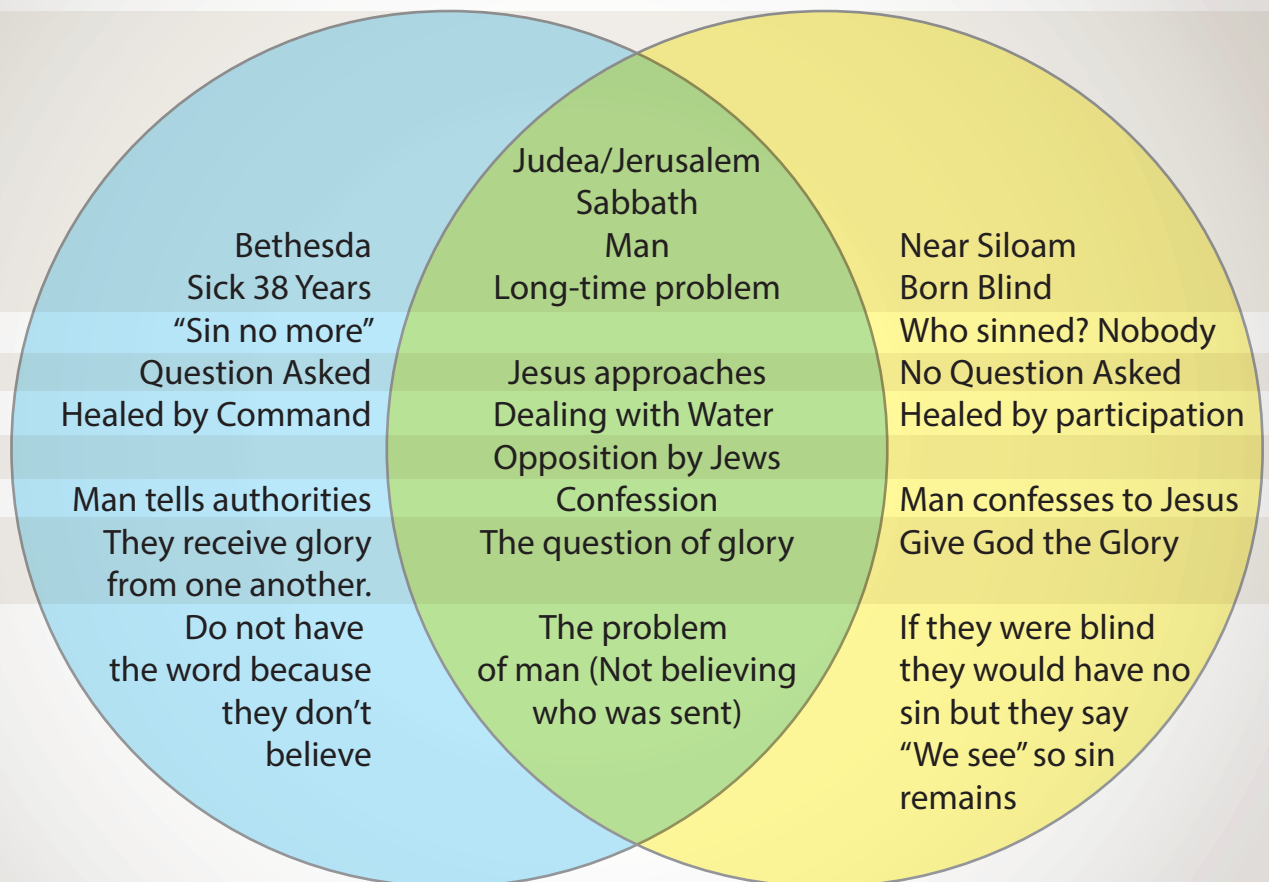 Bethesda
Sick 38 Years
“Sin no more”
Question Asked
Healed by Command
Man tells authorities
They receive glory
from one another.
Do not have
the word because
they don’t
believe
Judea/Jerusalem
Sabbath
Man
Long-time problem
Jesus approaches
Dealing with Water
Opposition by Jews
Confession
The question of glory
The problem
of man (Not believing
who was sent)
Near Siloam
Born Blind
Who sinned? Nobody
No Question Asked
Healed by participation
Man confesses to Jesus
Give God the Glory
If they were blind
they would have no
sin but they say
“We see” so sin
remains